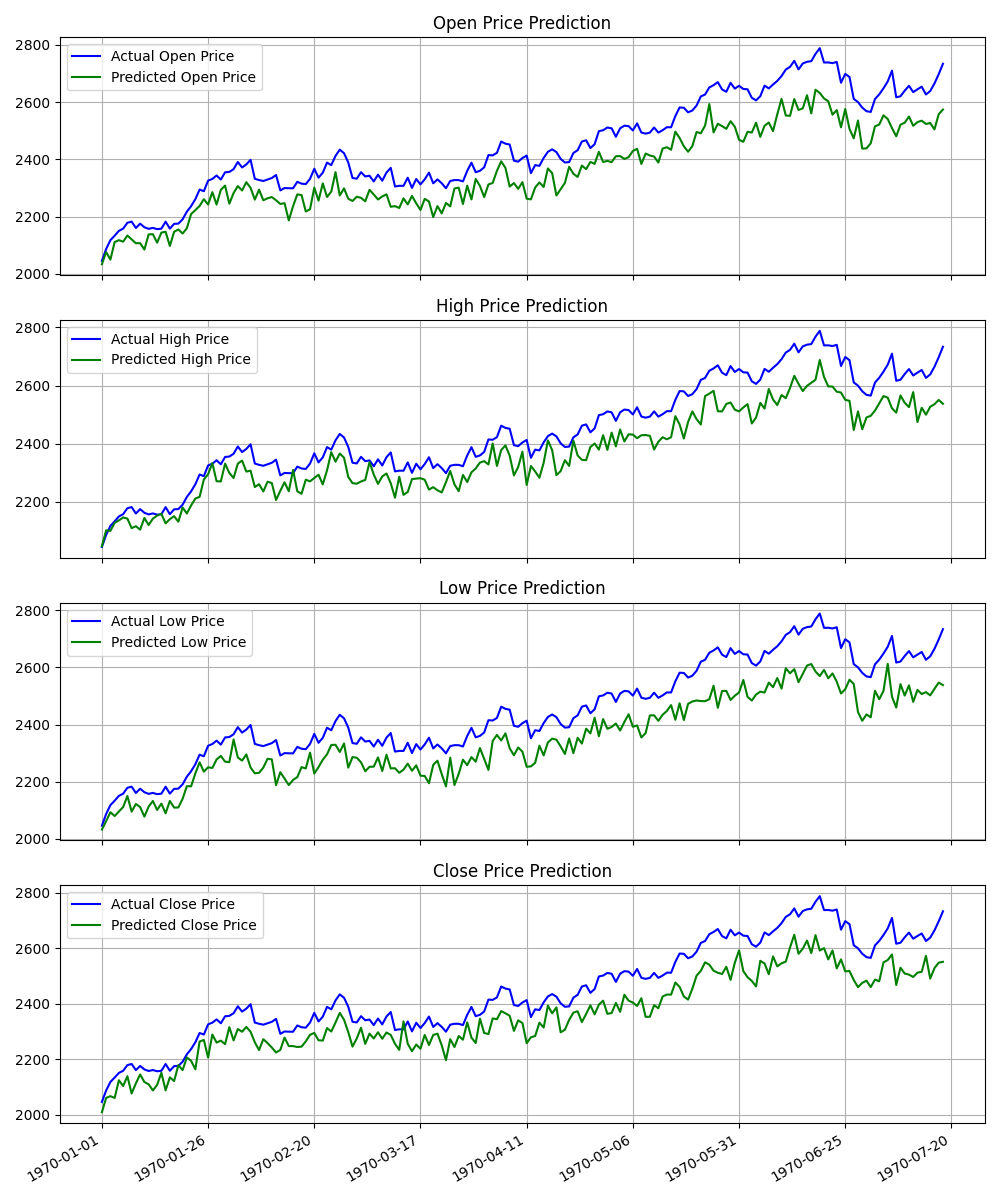 Open Price Prediction
2800
2600
2400
2200
2000
Actual Open Price
Predicted Open Price
High Price Prediction
2800
2600
2400
2200
Actual High Price
Predicted High Price
Low Price Prediction
2800
2600
2400
2200
2000
Actual Low Price
Predicted Low Price
Close Price Prediction
2800
2600
2400
2200
2000
Actual Close Price
Predicted Close Price
1970-01-01
1970-01-26
1970-02-20
1970-03-17
1970-04-11
1970-05-06
1970-05-31
1970-06-25
1970-07-20